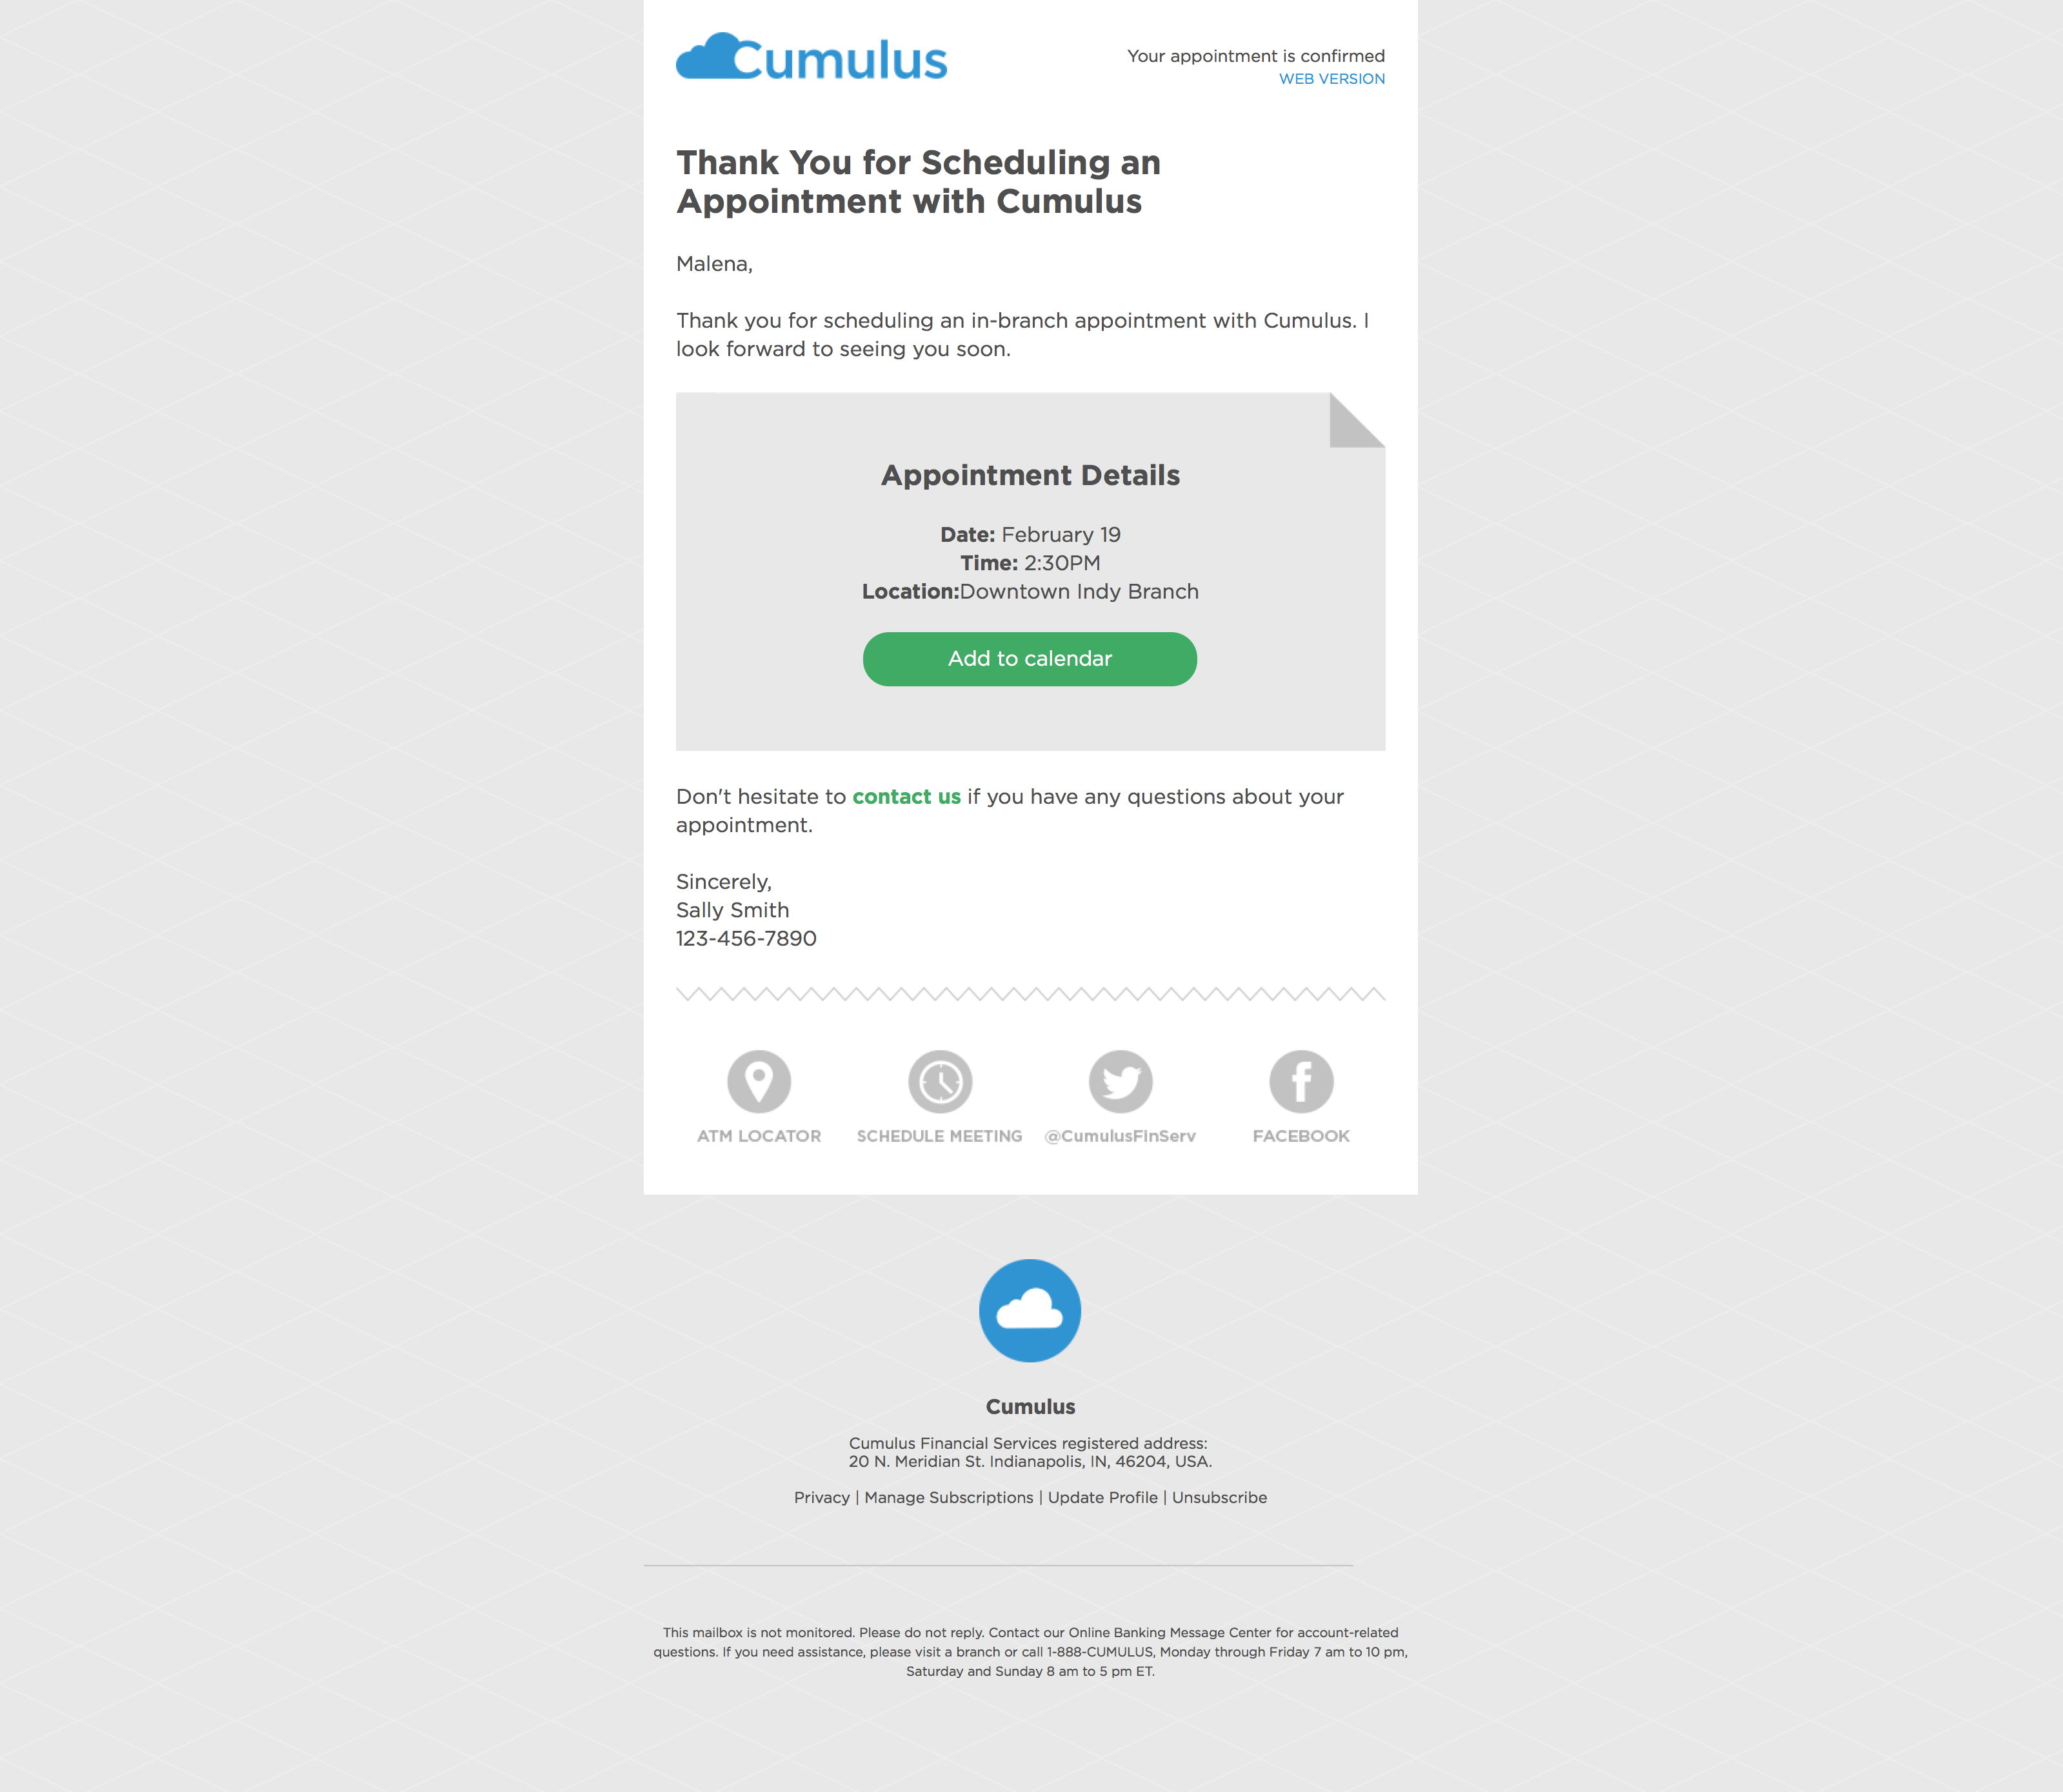 Cumulus
Your appointment is confirmed
WEB VERSION
Thank You for Scheduling an
Appointment with Cumulus
Malena,
Thank you for scheduling an in-branch appointment with Cumulus. I
look forward to seeing you soon.
Appointment Details
Date: February 19
Time: 2:30PM
Location:Downtown Indy Branch
Add to calendar
Don't hesitate to contact us if you have any questions about your
appointment.
Sincerely,
Sally Smith
123-456-7890
ATM LOCATOR
SCHEDULE MEETING
@CumulusFinServ
FACEBOOK
Cumulus
Cumulus Financial Services registered address:
20 N. Meridian St. Indianapolis, IN, 46204, USA.
Privacy | Manage Subscriptions | Update Profile | Unsubscribe
This mailbox is not monitored. Please do not reply. Contact our Online Banking Message Center for account-related
questions. If you need assistance, please visit a branch or call 1-888-CUMULUS, Monday through Friday 7 am to 10 pm,
Saturday and Sunday 8 am to 5 pm ET.